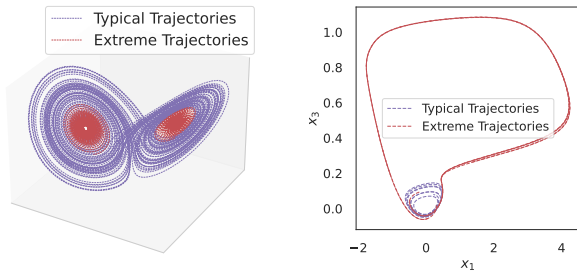 Typical Trajectories
Extreme Trajectories
1.0
0.8
0.6
0.4
0.2
0.0
x₃
Typical Trajectories
Extreme Trajectories
−2 0 2 4
x₁